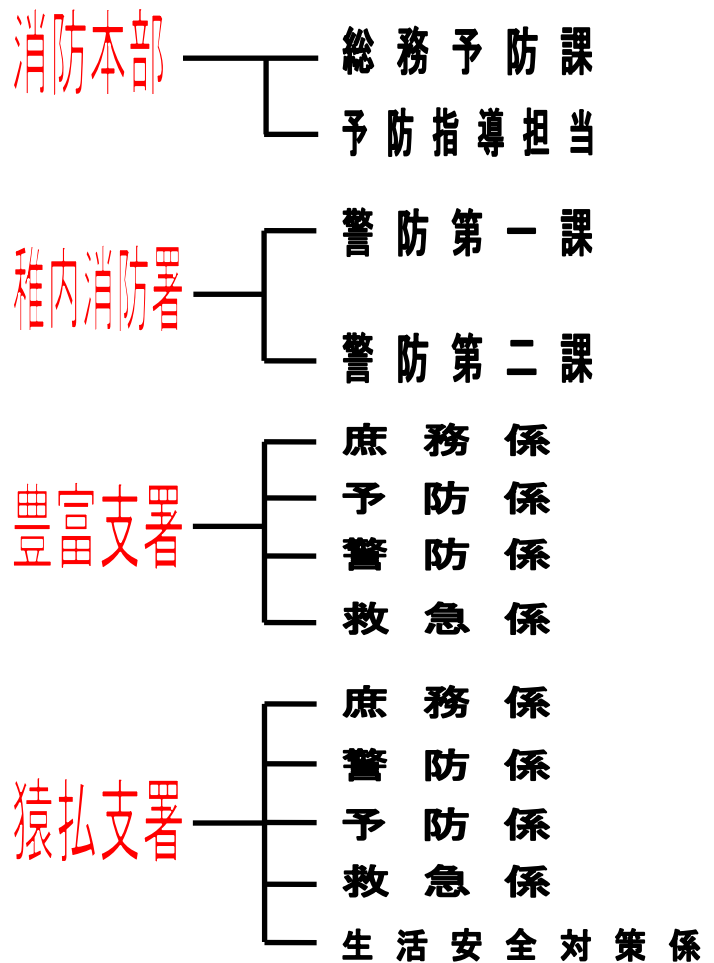 消防本部
総務予防課
予防指導担当
稚内消防署
警防第一課
警防第二課
豊富支署
庶務係
予防係
警防係
救急係
猿払支署
庶務係
警防係
予防係
救急係
生活安全対策係